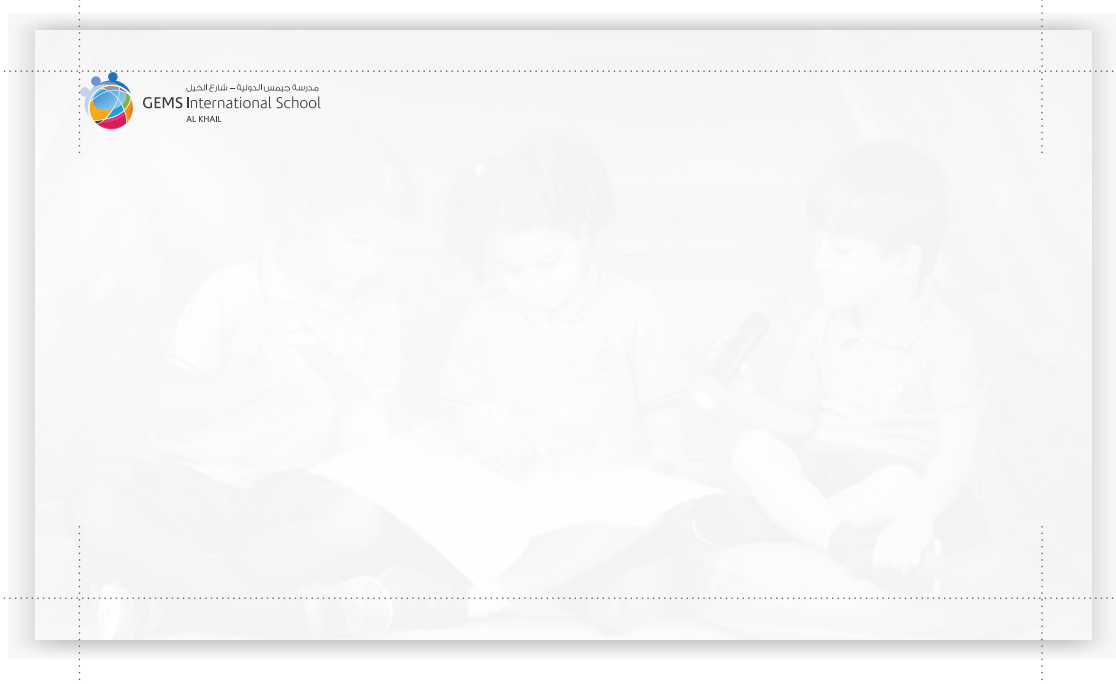 مدرسة جيمس الدولية – شارع الخيل
GEMS International School
AL KHAIL